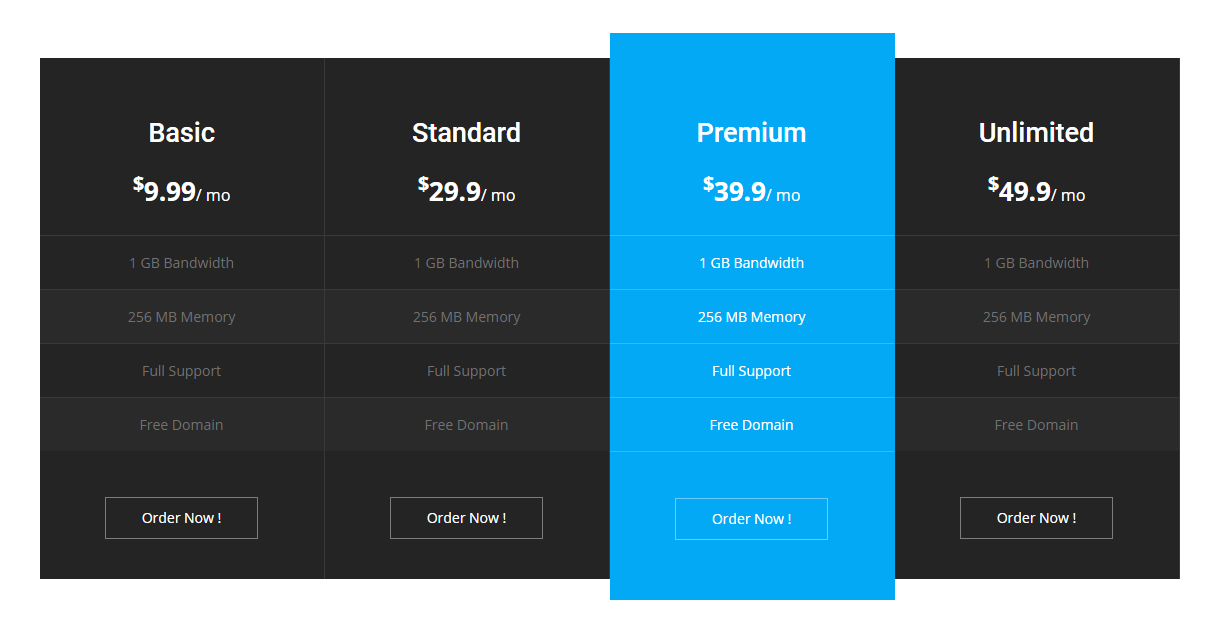 Basic
$9.99/ mo
1 GB Bandwidth
256 MB Memory
Full Support
Free Domain
Order Now !
Standard
$29.9/ mo
1 GB Bandwidth
256 MB Memory
Full Support
Free Domain
Order Now !
Premium
$39.9/ mo
1 GB Bandwidth
256 MB Memory
Full Support
Free Domain
Order Now !
Unlimited
$49.9/ mo
1 GB Bandwidth
256 MB Memory
Full Support
Free Domain
Order Now !